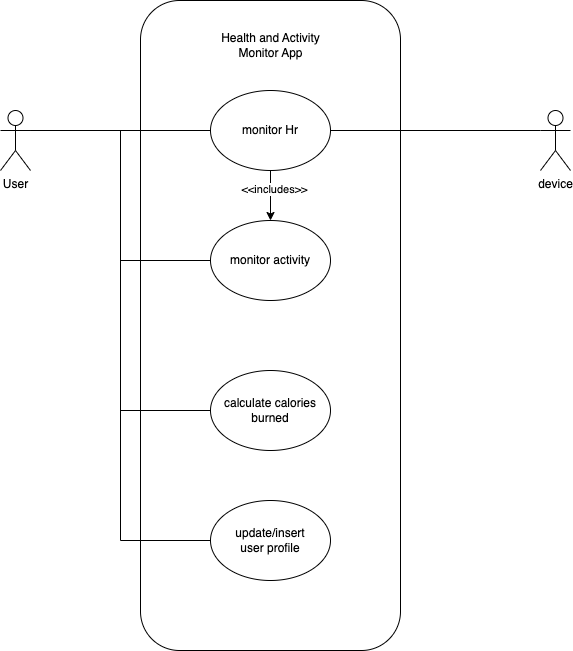 Health and Activity
Monitor App
monitor Hr
User
device
<<includes>>
monitor activity
calculate calories
burned
update/insert
user profile